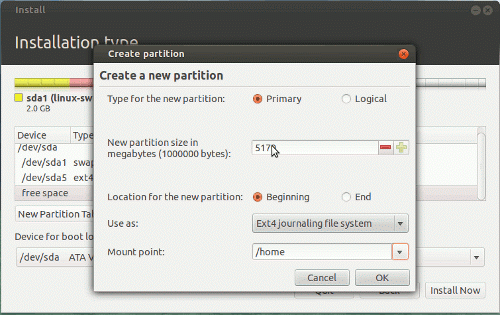 Install
Installation type
Create partition
Create a new partition
Type for the new partition: Primary Logical
New partition size in
megabytes (1000000 bytes):
Location for the new partition: Beginning End
Use as: Ext4 journaling file system
Mount point: /home
Cancel OK
sda1 (linux-sw
2.0 GB
Device Type
/dev/sda
/dev/sda1 swap
/dev/sda5 ext4
free space
New Partition Ta
Device for boot lo
/dev/sda ATA V
Quit Back Install Now